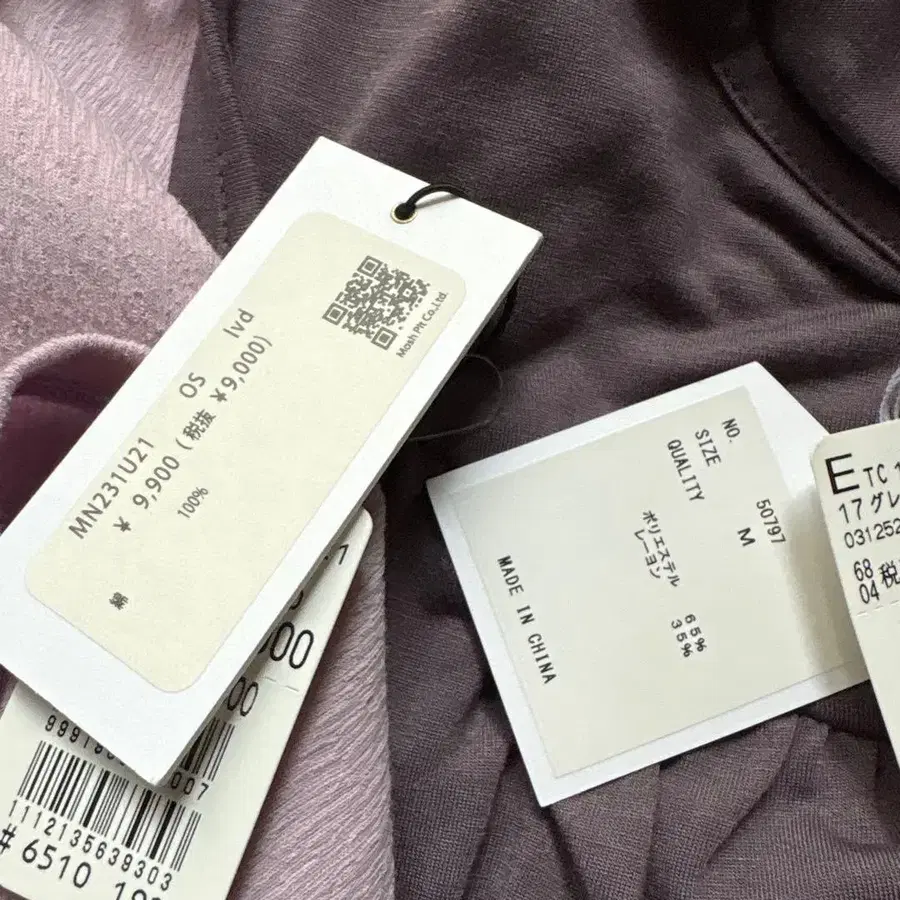 Mosh Pit Co.,Ltd.
MN231U21 OS lvd
¥ 9,900 ( 税抜 ¥9,000)
100%
NO. 50797
SIZE M
QUALITY
ポリエステル 65%
レーヨン 35%
MADE IN CHINA
E TC
17 グレ
031252
68
04 税
00
00
007
1112135639303
# 6510